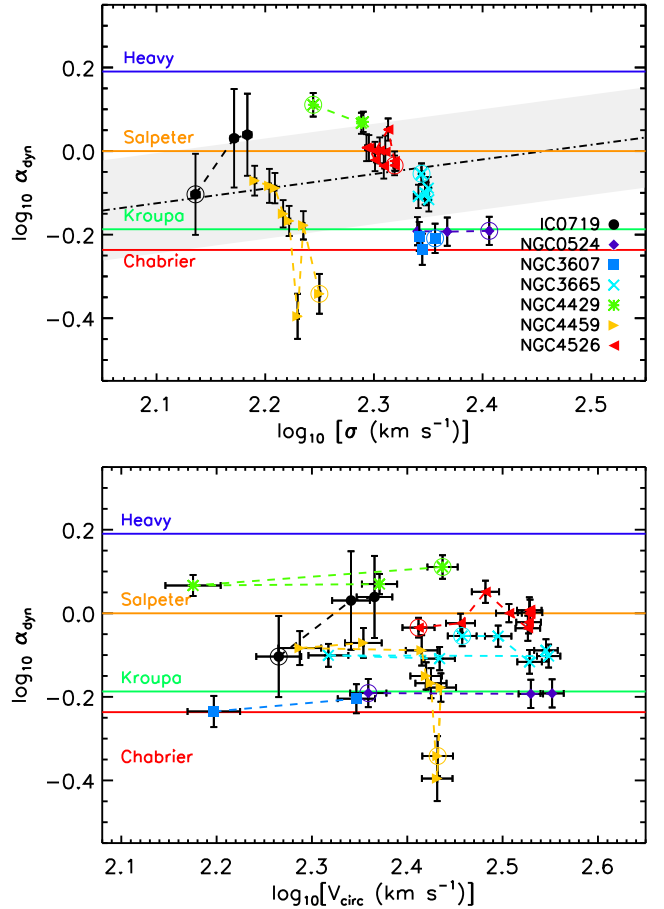 Heavy
0.2
Salpeter
0.0
log₁₀ α_dyn
Kroupa
-0.2
Chabrier
-0.4
IC0719
NGC0524
NGC3607
NGC3665
NGC4429
NGC4459
NGC4526
2.1 2.2 2.3 2.4 2.5
log₁₀ [σ (km s⁻¹)]
Heavy
0.2
Salpeter
0.0
log₁₀ α_dyn
Kroupa
-0.2
Chabrier
-0.4
2.1 2.2 2.3 2.4 2.5 2.6
log₁₀[V_circ (km s⁻¹)]